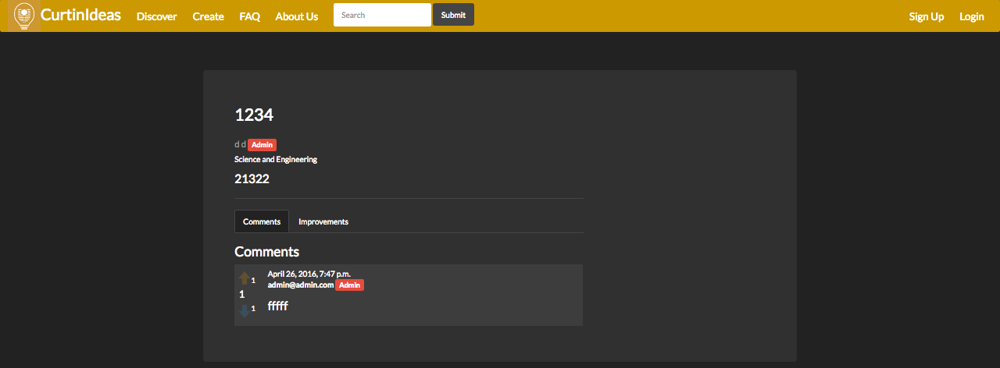 CurtinIdeas Discover Create FAQ About Us Search Submit Sign Up Login
1234
d d Admin
Science and Engineering
21322
Comments Improvements
Comments
1 April 26, 2016, 7:47 p.m.
admin@admin.com Admin
1
1 fffff